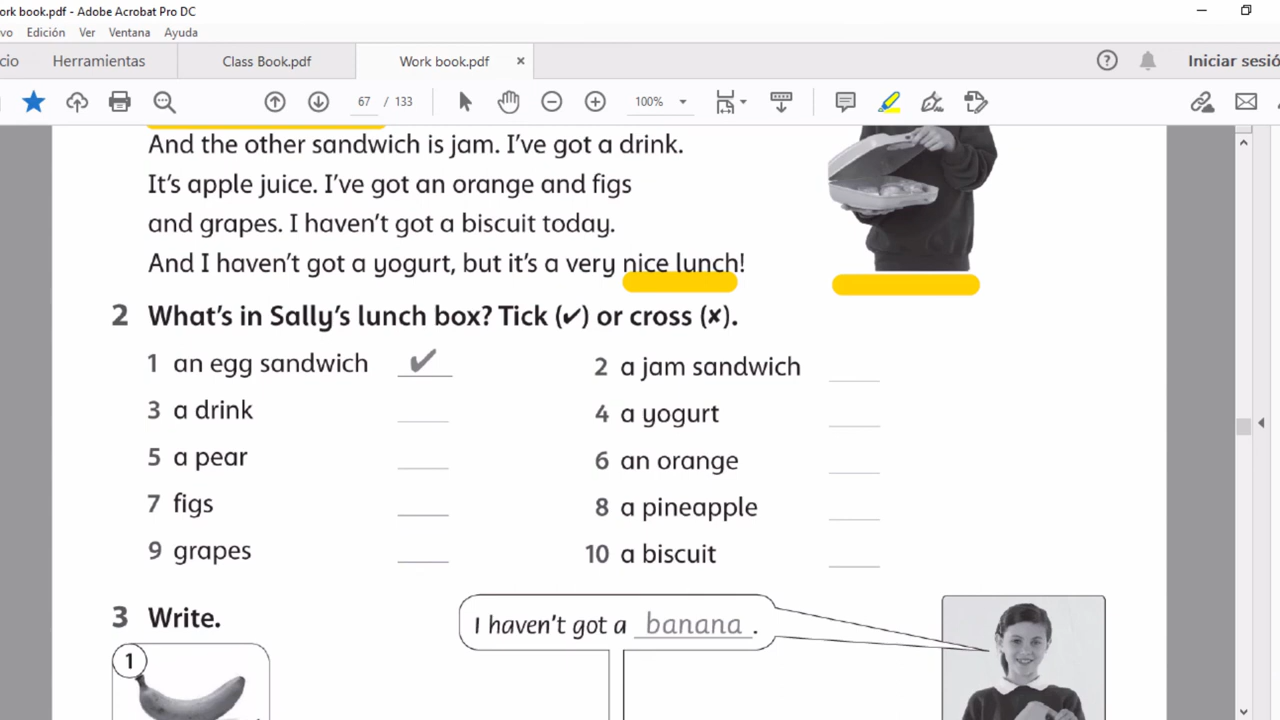 ork book.pdf - Adobe Acrobat Pro DC
vo Edición Ver Ventana Ayuda
cio Herramientas Class Book.pdf Work book.pdf × Iniciar sesió
67 / 133 100%
And the other sandwich is jam. I've got a drink.
It's apple juice. I've got an orange and figs
and grapes. I haven't got a biscuit today.
And I haven't got a yogurt, but it's a very nice lunch!
2 What's in Sally's lunch box? Tick (✔) or cross (✘).
1 an egg sandwich ✔
2 a jam sandwich
3 a drink
4 a yogurt
5 a pear
6 an orange
7 figs
8 a pineapple
9 grapes
10 a biscuit
3 Write.
I haven't got a banana.
1